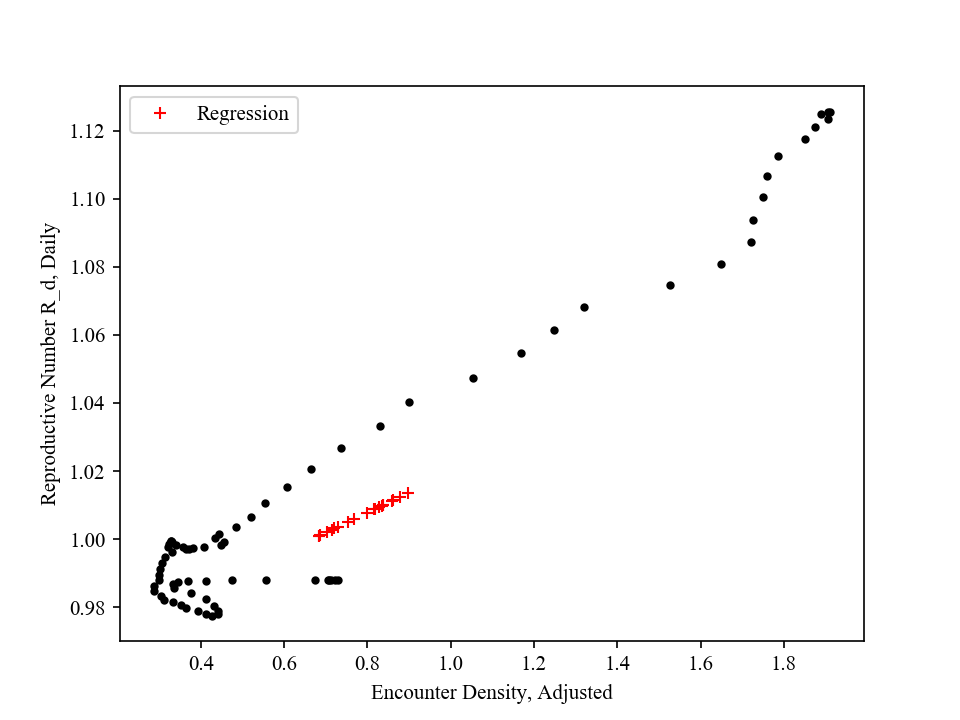 Regression
1.12
1.10
1.08
1.06
1.04
1.02
1.00
0.98
Reproductive Number R_d, Daily
0.4 0.6 0.8 1.0 1.2 1.4 1.6 1.8
Encounter Density, Adjusted